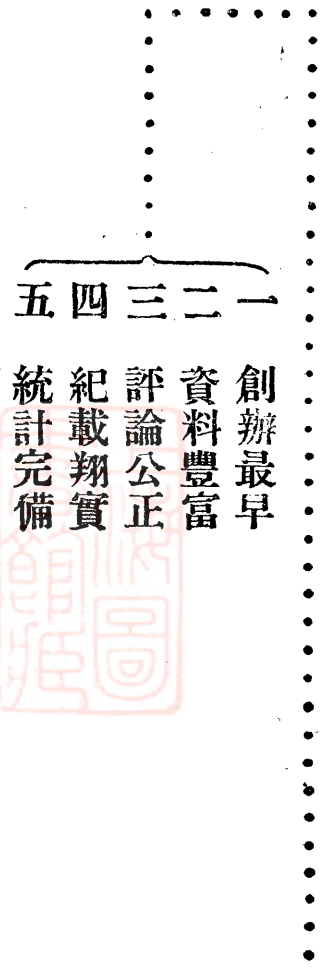 一 創辦最早
二 資料豐富
三 評論公正
四 紀載翔實
五 統計完備